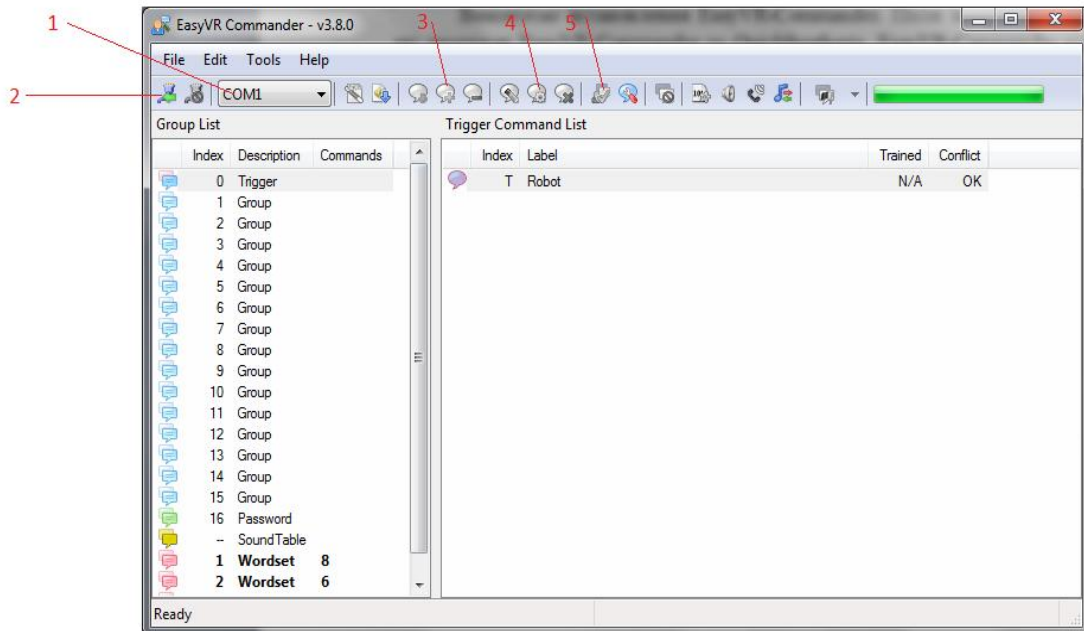 1
2
3
4
5
EasyVR Commander - v3.8.0
File Edit Tools Help
COM1
Group List
Trigger Command List
Index Description Commands
Index Label Trained Conflict
0 Trigger
T Robot N/A OK
1 Group
2 Group
3 Group
4 Group
5 Group
6 Group
7 Group
8 Group
9 Group
10 Group
11 Group
12 Group
13 Group
14 Group
15 Group
16 Password
-- SoundTable
1 Wordset 8
2 Wordset 6
Ready